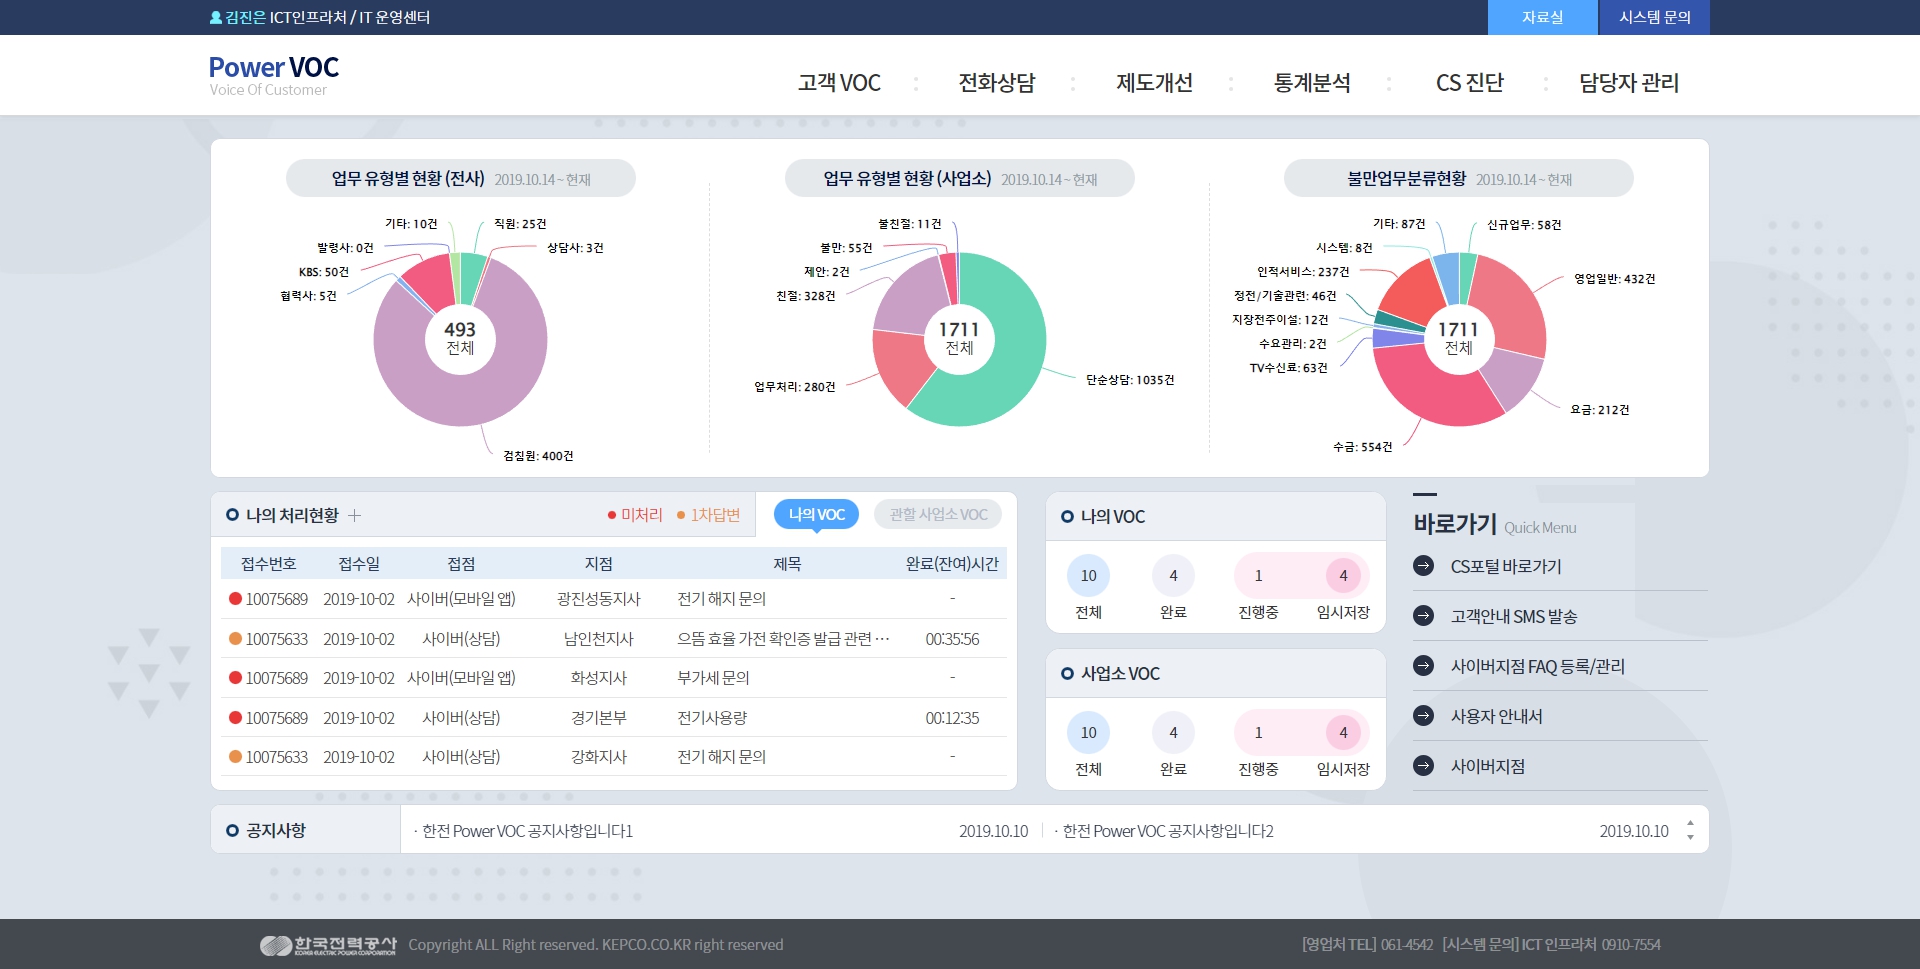 김진은 ICT인프라처 / IT 운영센터
자료실
시스템 문의
Power VOC
Voice Of Customer
고객 VOC
전화상담
제도개선
통계분석
CS 진단
담당자 관리
업무 유형별 현황 (전사) 2019.10.14 ~ 현재
기타: 10건
직원: 25건
발령사: 0건
상담사: 3건
KBS: 50건
협력사: 5건
493
전체
검침원: 400건
업무 유형별 현황 (사업소) 2019.10.14 ~ 현재
불친절: 11건
불만: 55건
제안: 2건
친절: 328건
1711
전체
업무처리: 280건
단순상담: 1035건
불만업무분류현황 2019.10.14 ~ 현재
기타: 87건
신규업무: 58건
시스템: 8건
인적서비스: 237건
영업일반: 432건
정전/기술관련: 46건
지장전주이설: 12건
수요관리: 2건
TV수신료: 63건
1711
전체
요금: 212건
수금: 554건
나의 처리현황 +
미처리
1차답변
나의 VOC
관할 사업소 VOC
접수번호 접수일 접점 지점 제목 완료(잔여)시간
10075689 2019-10-02 사이버(모바일 앱) 광진성동지사 전기 해지 문의 -
10075633 2019-10-02 사이버(상담) 남인천지사 으뜸 효율 가전 확인증 발급 관련 ··· 00:35:56
10075689 2019-10-02 사이버(모바일 앱) 화성지사 부가세 문의 -
10075689 2019-10-02 사이버(상담) 경기본부 전기사용량 00:12:35
10075633 2019-10-02 사이버(상담) 강화지사 전기 해지 문의 -
나의 VOC
10 4 1 4
전체 완료 진행중 임시저장
사업소 VOC
10 4 1 4
전체 완료 진행중 임시저장
바로가기 Quick Menu
CS포털 바로가기
고객안내 SMS 발송
사이버지점 FAQ 등록/관리
사용자 안내서
사이버지점
공지사항
· 한전 Power VOC 공지사항입니다1 2019.10.10
· 한전 Power VOC 공지사항입니다2 2019.10.10
한국전력공사
KOREA ELECTRIC POWER CORPORATION
Copyright ALL Right reserved. KEPCO.CO.KR right reserved
[영업처 TEL] 061-4542 [시스템 문의] ICT 인프라처 0910-7554